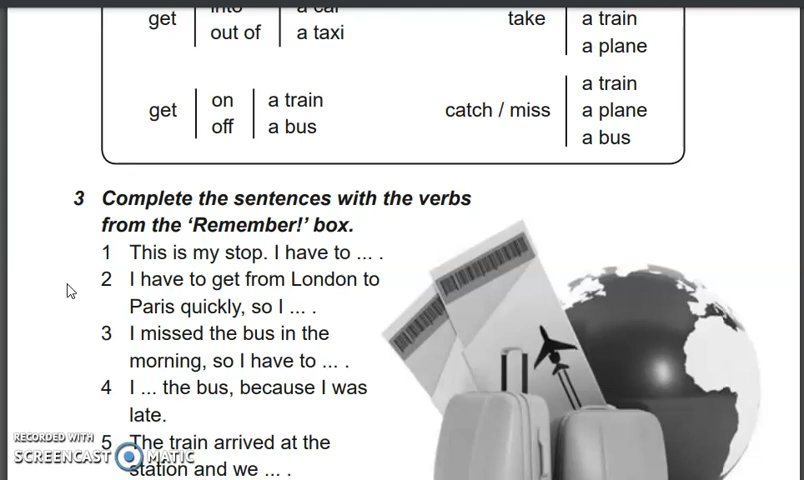 into a car
get out of a taxi
take a train
a plane
get on a train
off a bus
catch / miss a train
a plane
a bus
3 Complete the sentences with the verbs
from the ‘Remember!’ box.
1 This is my stop. I have to ... .
2 I have to get from London to
Paris quickly, so I ... .
3 I missed the bus in the
morning, so I have to ... .
4 I ... the bus, because I was
late.
5 The train arrived at the
station and we ... .
RECORDED WITH
SCREENCAST MATIC